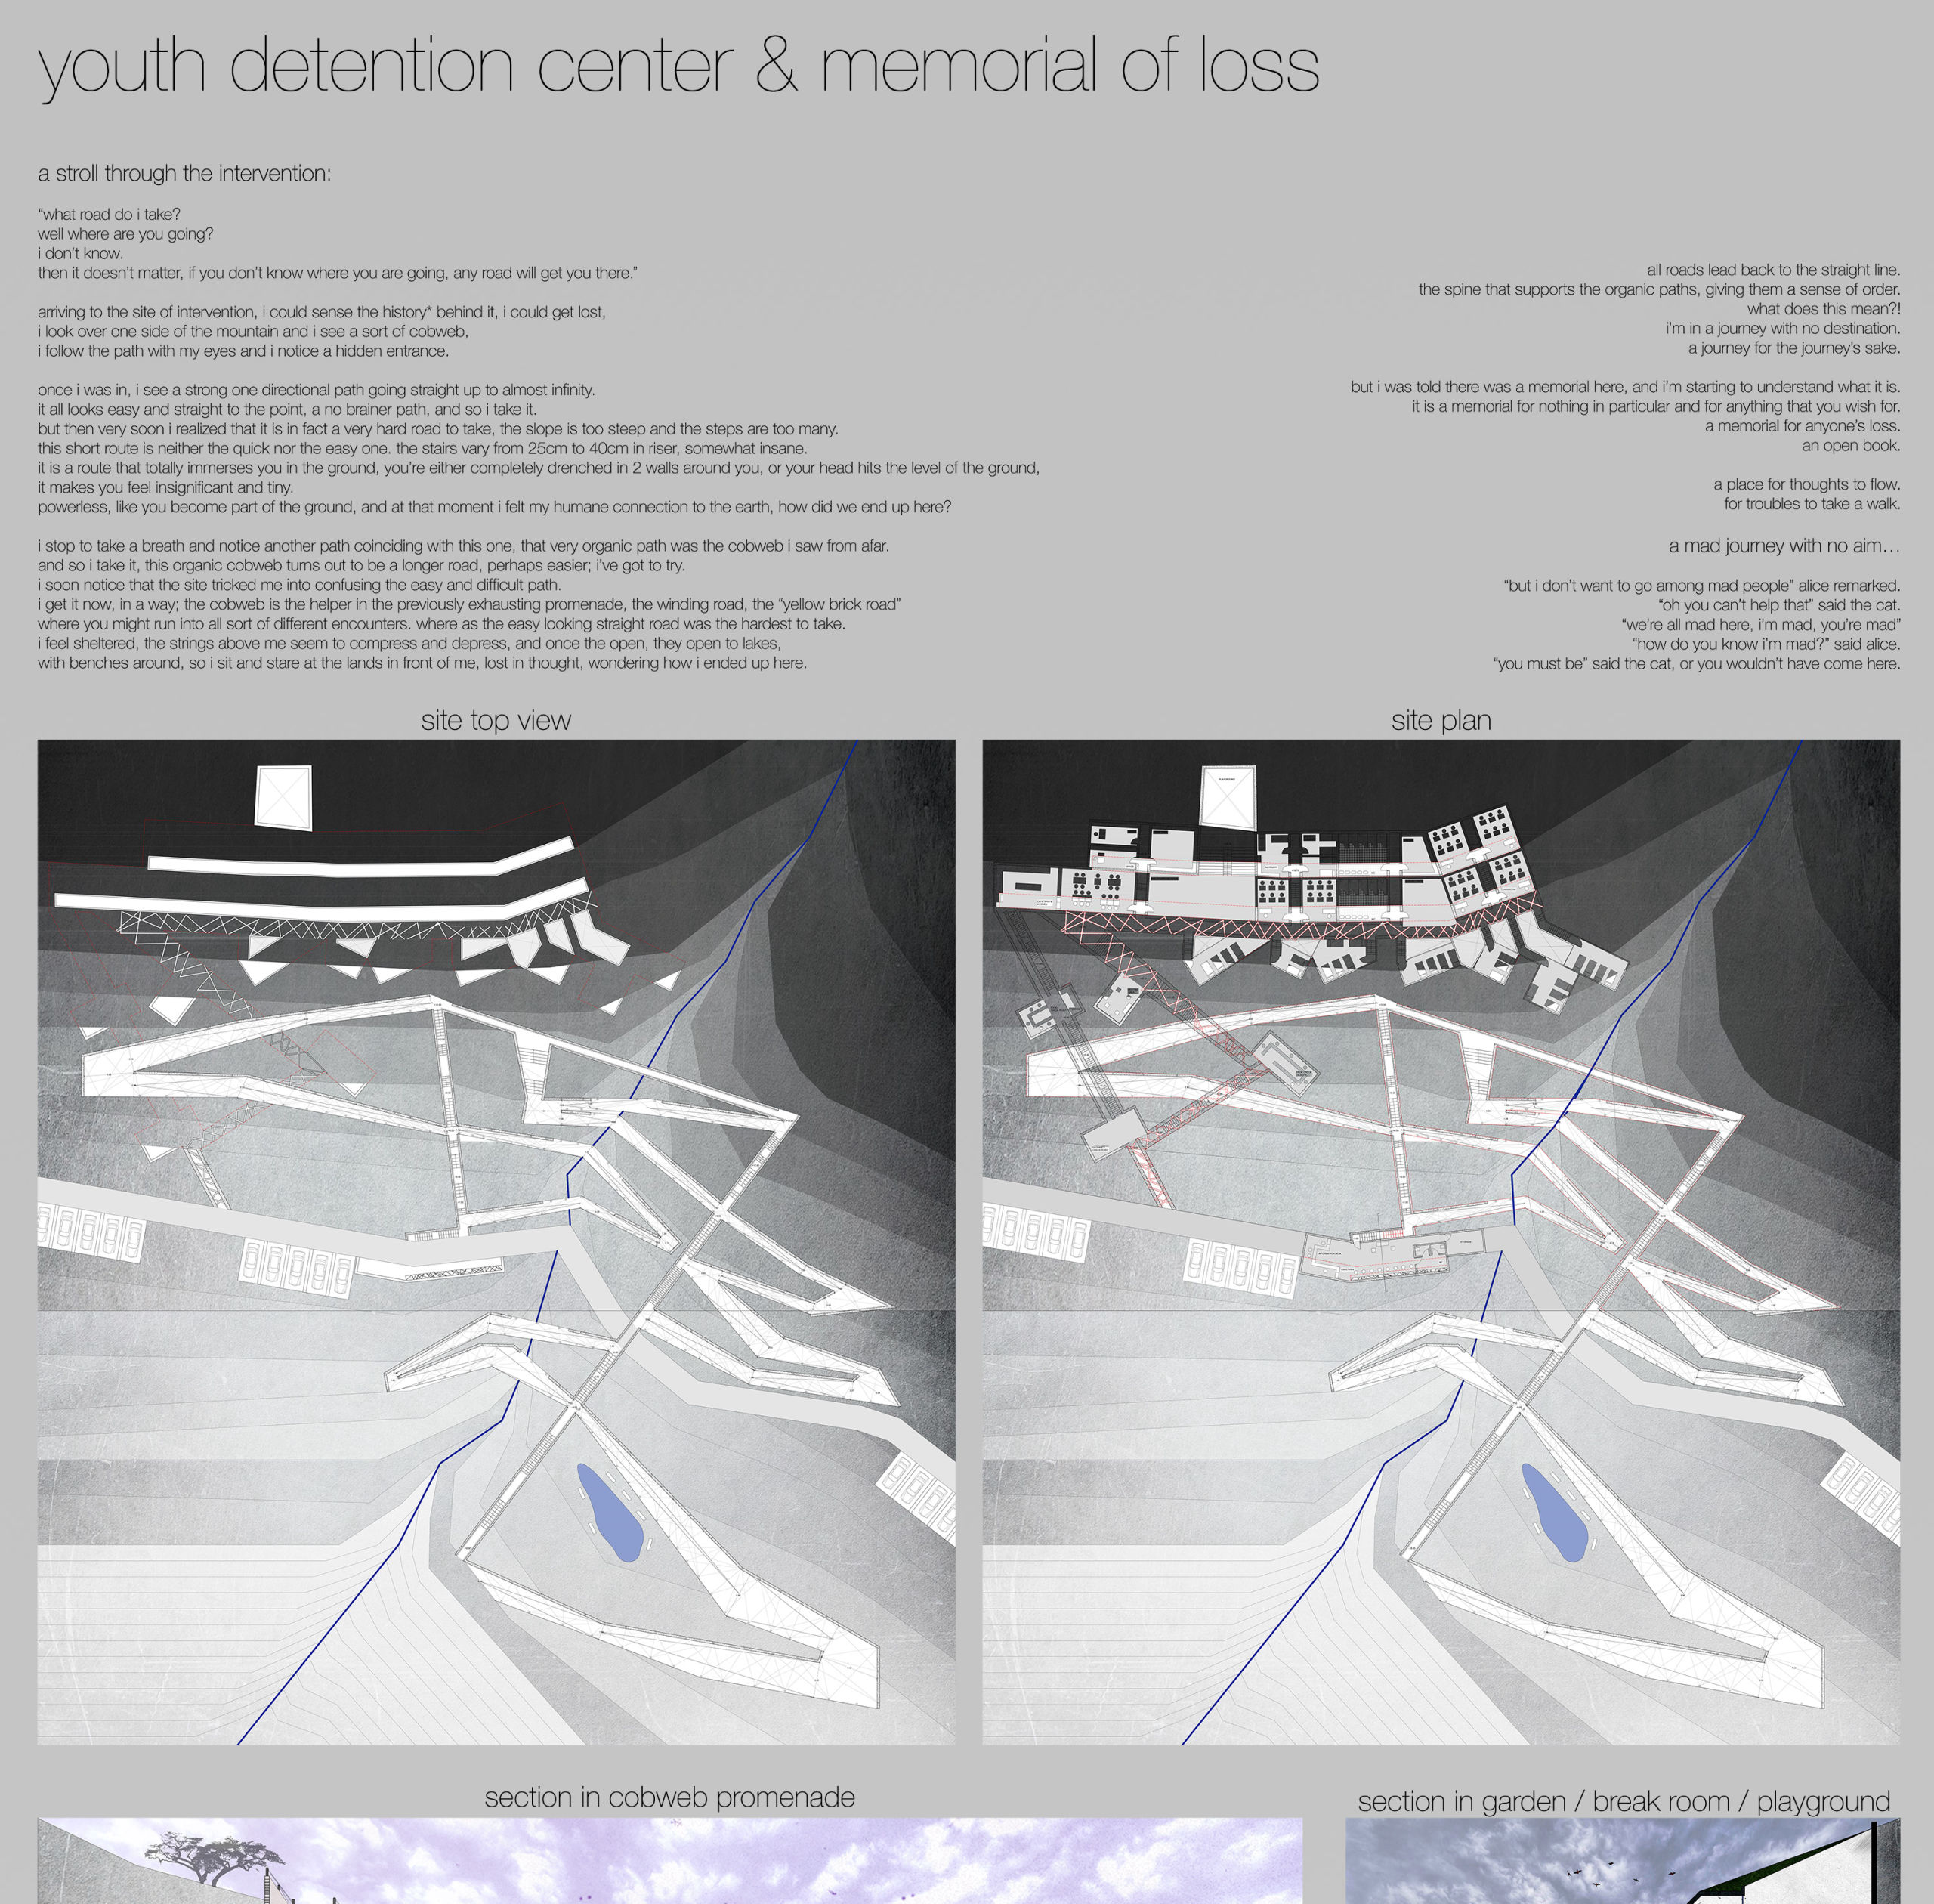 youth detention center & memorial of loss
a stroll through the intervention:
“what road do i take?
well where are you going?
i don’t know.
then it doesn’t matter, if you don’t know where you are going, any road will get you there.”
arriving to the site of intervention, i could sense the history* behind it, i could get lost,
i look over one side of the mountain and i see a sort of cobweb,
i follow the path with my eyes and i notice a hidden entrance.
once i was in, i see a strong one directional path going straight up to almost infinity.
it all looks easy and straight to the point, a no brainer path, and so i take it.
but then very soon i realized that it is in fact a very hard road to take, the slope is too steep and the steps are too many.
this short route is neither the quick nor the easy one. the stairs vary from 25cm to 40cm in riser, somewhat insane.
it is a route that totally immerses you in the ground, you’re either completely drenched in 2 walls around you, or your head hits the level of the ground,
it makes you feel insignificant and tiny.
powerless, like you become part of the ground, and at that moment i felt my humane connection to the earth, how did we end up here?
i stop to take a breath and notice another path coinciding with this one, that very organic path was the cobweb i saw from afar.
and so i take it, this organic cobweb turns out to be a longer road, perhaps easier; i’ve got to try.
i soon notice that the site tricked me into confusing the easy and difficult path.
i get it now, in a way; the cobweb is the helper in the previously exhausting promenade, the winding road, the “yellow brick road”
where you might run into all sort of different encounters. where as the easy looking straight road was the hardest to take.
i feel sheltered, the strings above me seem to compress and depress, and once the open, they open to lakes,
with benches around, so i sit and stare at the lands in front of me, lost in thought, wondering how i ended up here.
all roads lead back to the straight line.
the spine that supports the organic paths, giving them a sense of order.
what does this mean?!
i’m in a journey with no destination.
a journey for the journey’s sake.
but i was told there was a memorial here, and i’m starting to understand what it is.
it is a memorial for nothing in particular and for anything that you wish for.
a memorial for anyone’s loss.
an open book.
a place for thoughts to flow.
for troubles to take a walk.
a mad journey with no aim…
“but i don’t want to go among mad people” alice remarked.
“oh you can’t help that” said the cat.
“we’re all mad here, i’m mad, you’re mad”
“how do you know i’m mad?” said alice.
“you must be” said the cat, or you wouldn’t have come here.
site top view
site plan
section in cobweb promenade
section in garden / break room / playground